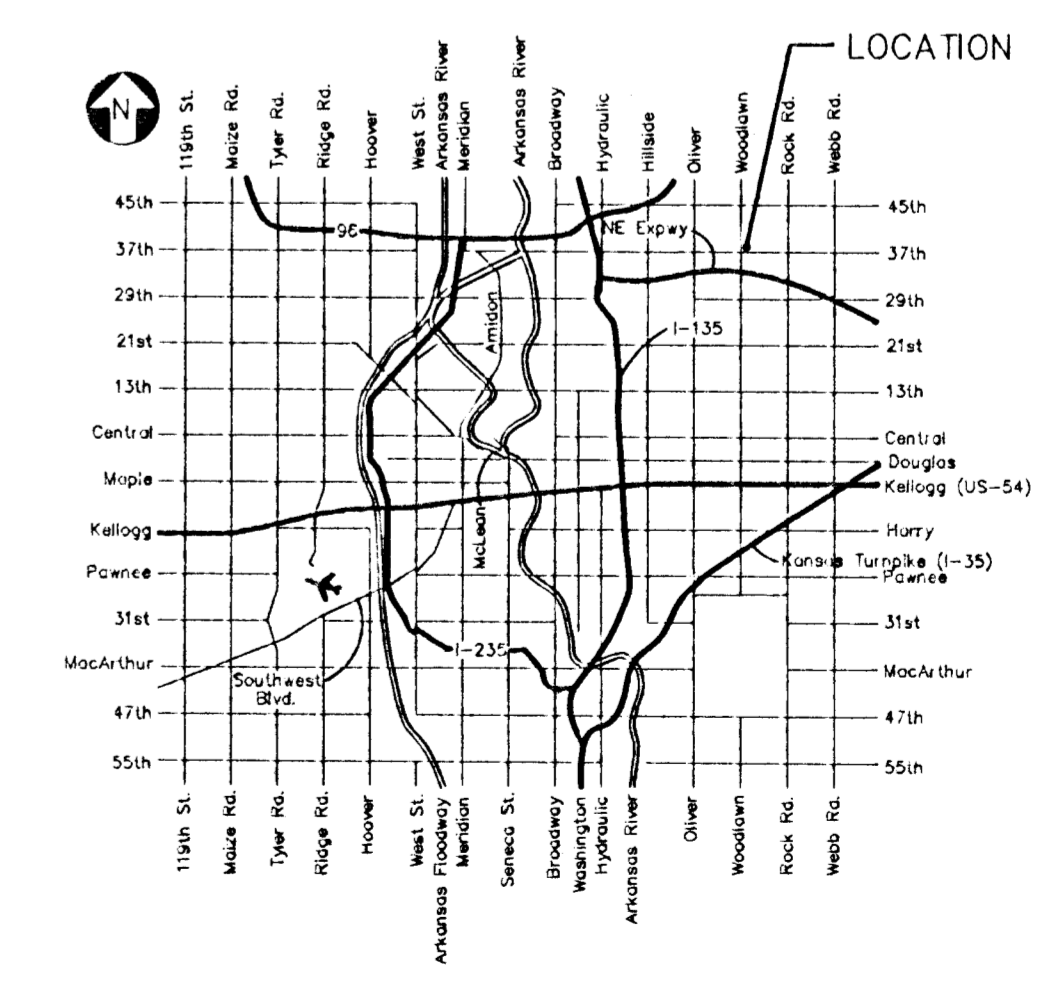 LOCATION
N
119th St.
Maize Rd.
Tyler Rd.
Ridge Rd.
Hoover
West St.
Arkansas River
Meridian
Arkansas River
Broadway
Hydraulic
Hillside
Oliver
Woodlawn
Rock Rd.
Webb Rd.
45th
45th
96
NE Expwy
37th
37th
29th
29th
Amidon
I-135
21st
21st
13th
13th
Central
Central
Douglas
Maple
Kellogg (US-54)
Kellogg
McLean
Harry
Kansas Turnpike (I-35)
Pawnee
Pawnee
31st
31st
I-235
MacArthur
MacArthur
Southwest
Blvd.
47th
47th
55th
55th
119th St.
Maize Rd.
Tyler Rd.
Ridge Rd.
Hoover
West St.
Arkansas Floodway
Meridian
Seneca St.
Broadway
Washington
Hydraulic
Arkansas River
Oliver
Woodlawn
Rock Rd.
Webb Rd.